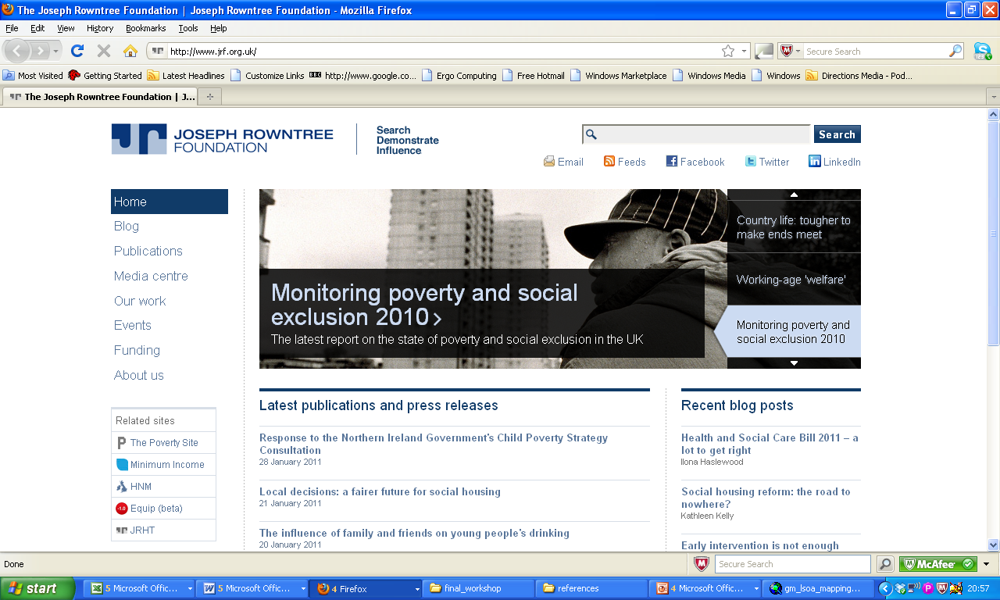 The Joseph Rowntree Foundation | Joseph Rowntree Foundation - Mozilla Firefox
File Edit View History Bookmarks Tools Help
http://www.jrf.org.uk/
Secure Search
Most Visited Getting Started Latest Headlines Customize Links http://www.google.co... Ergo Computing Free Hotmail Windows Marketplace Windows Media Windows Directions Media - Pod...
The Joseph Rowntree Foundation | J...
JOSEPH ROWNTREE
FOUNDATION
Search
Demonstrate
Influence
Search
Email Feeds Facebook Twitter LinkedIn
Home
Blog
Publications
Media centre
Our work
Events
Funding
About us
Monitoring poverty and social
exclusion 2010>
The latest report on the state of poverty and social exclusion in the UK
Country life: tougher to
make ends meet
Working-age 'welfare'
Monitoring poverty and
social exclusion 2010
Related sites
The Poverty Site
Minimum Income
HNM
Equip (beta)
JRHT
Latest publications and press releases
Response to the Northern Ireland Government's Child Poverty Strategy
Consultation
28 January 2011
Local decisions: a fairer future for social housing
21 January 2011
The influence of family and friends on young people's drinking
20 January 2011
Recent blog posts
Health and Social Care Bill 2011 – a
lot to get right
Ilona Haslewood
Social housing reform: the road to
nowhere?
Kathleen Kelly
Early intervention is not enough
Done
Secure Search
McAfee
start 5 Microsoft Offic... 5 Microsoft Offic... 4 Firefox final_workshop references 4 Microsoft Offic... gm_lsoa_mapping... 20:57